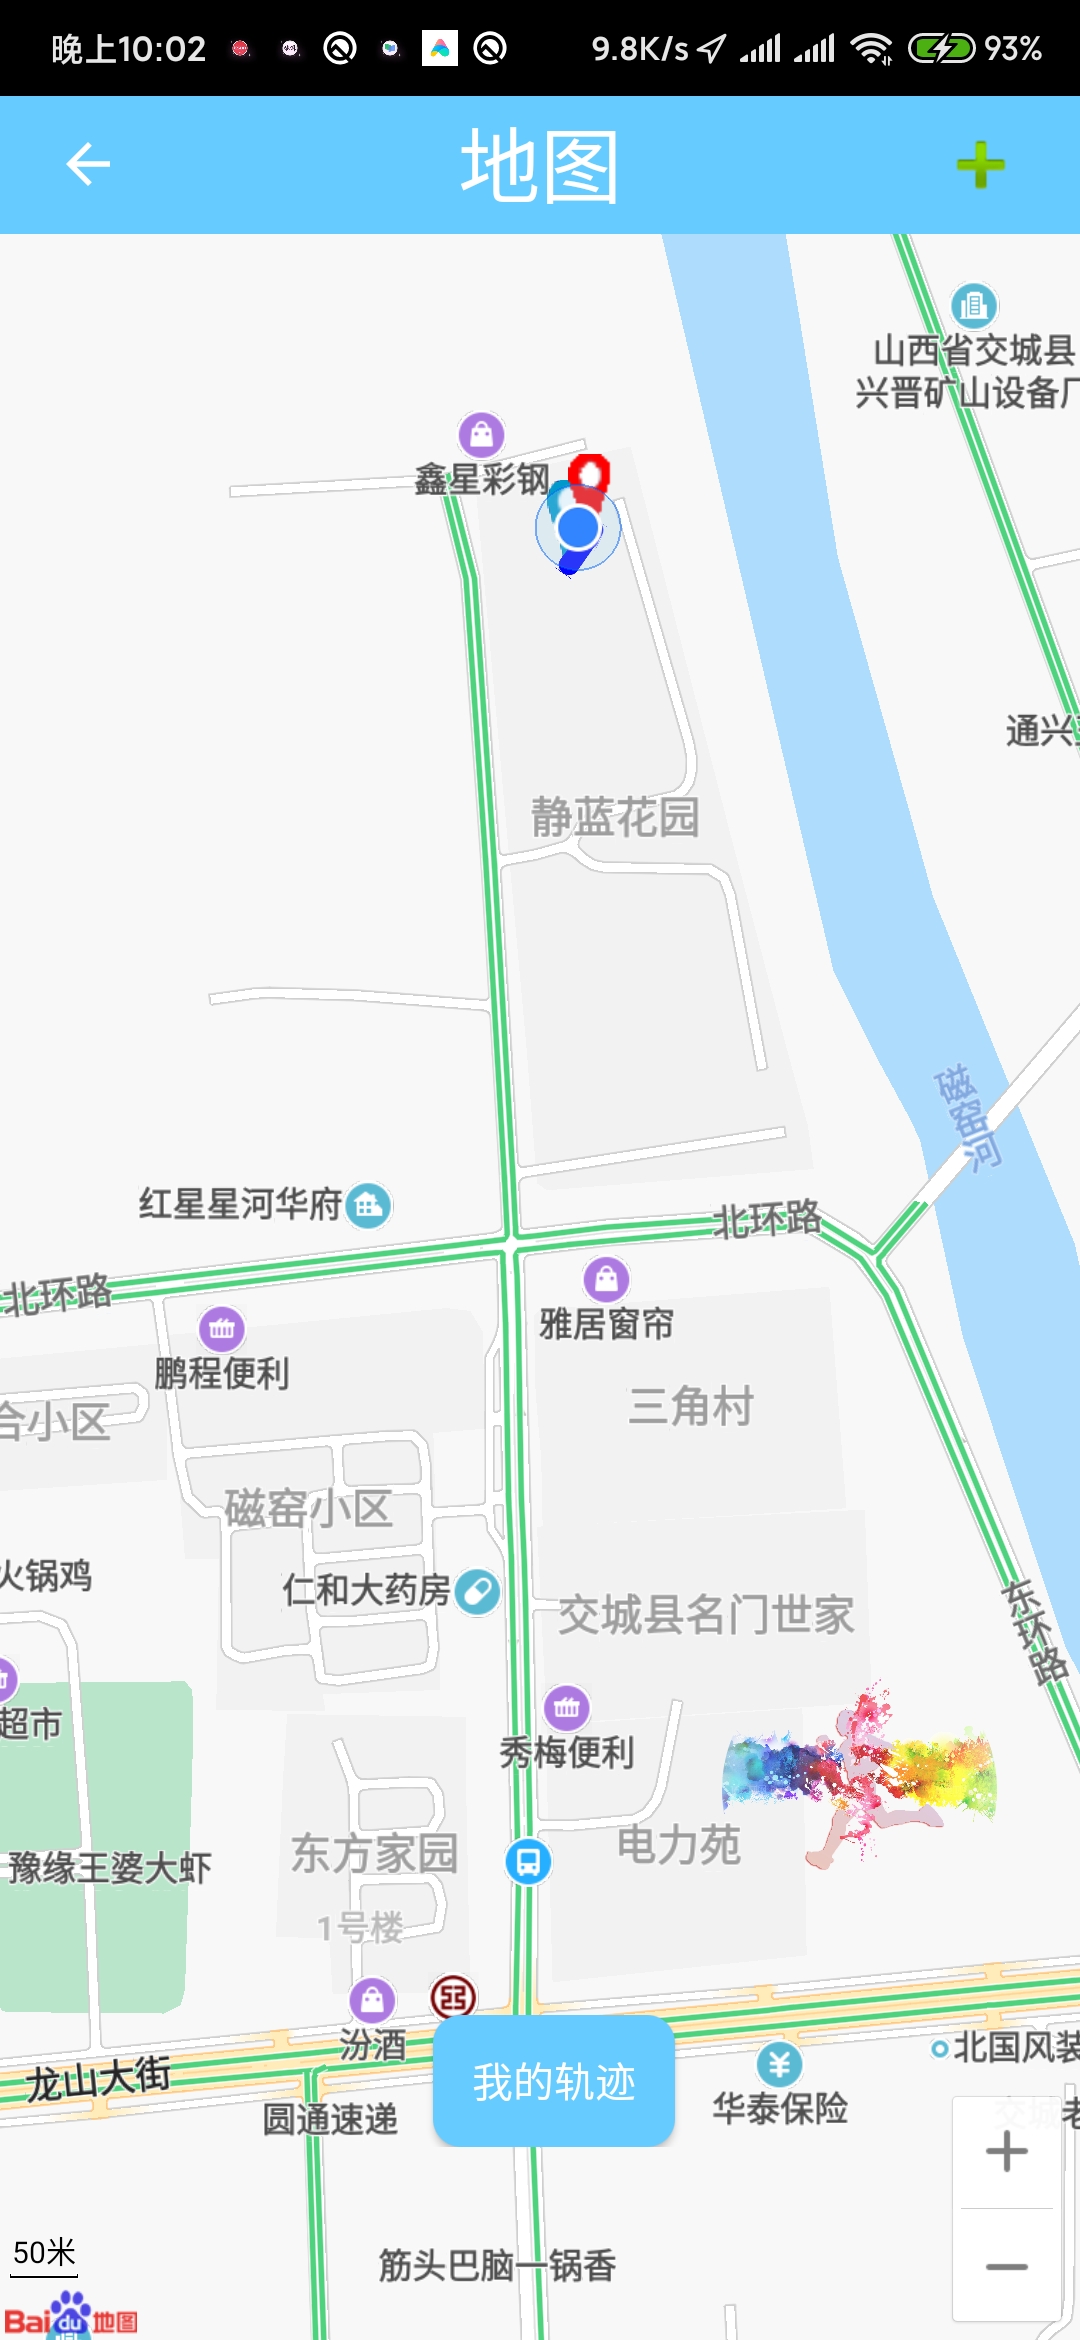 晚上10:02
9.8K/s
93%
地图
山西省交城县
兴晋矿山设备厂
鑫星彩钢
通兴
静蓝花园
磁窑河
红星星河华府
北环路
北环路
雅居窗帘
鹏程便利
三角村
合小区
磁窑小区
火锅鸡
仁和大药房
交城县名门世家
东环路
超市
秀梅便利
电力苑
东方家园
豫缘王婆大虾
1号楼
汾酒
北国风装
龙山大街
我的轨迹
华泰保险
圆通速递
50米
筋头巴脑一锅香
Bai du 地图